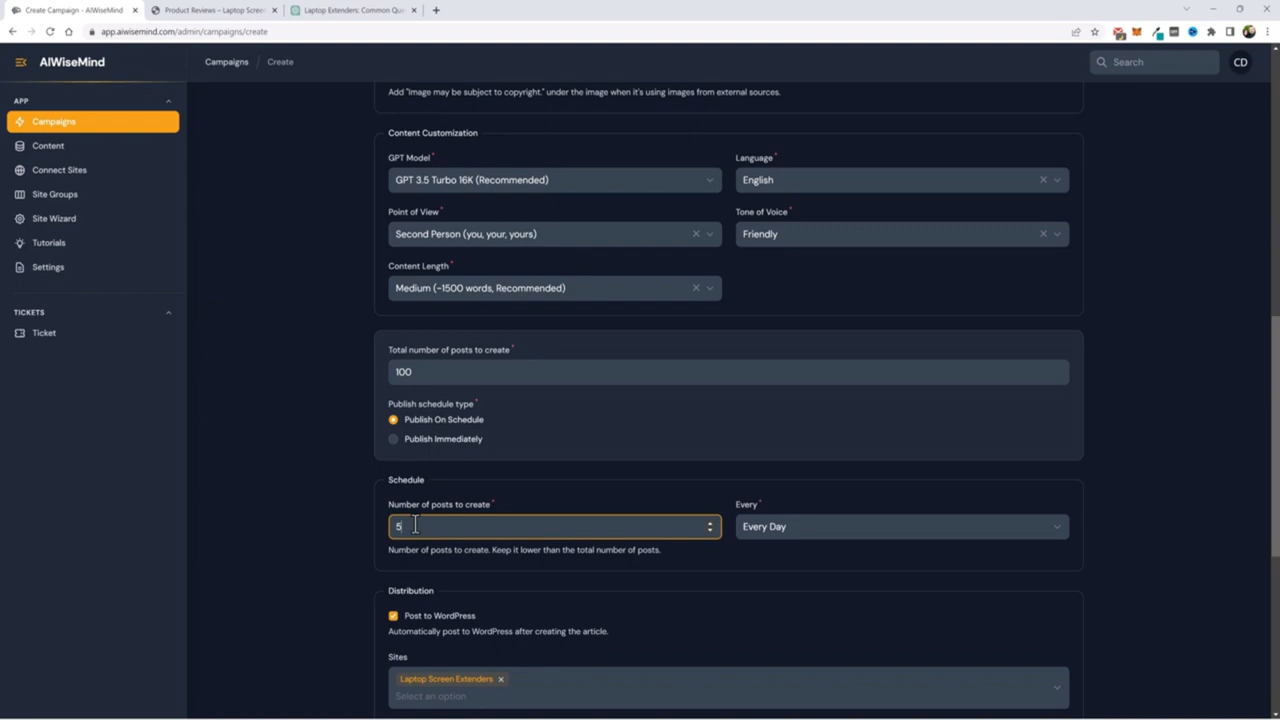 Create Campaign - AIWiseMind
Product Reviews – Laptop Scree
Laptop Extenders: Common Que
app.aiwisemind.com/admin/campaigns/create
AIWiseMind
Campaigns / Create
Search
CD
APP
Campaigns
Content
Connect Sites
Site Groups
Site Wizard
Tutorials
Settings
TICKETS
Ticket
Add "Image may be subject to copyright." under the image when it's using images from external sources.
Content Customization
GPT Model*
Language*
GPT 3.5 Turbo 16K (Recommended)
English
Point of View*
Tone of Voice*
Second Person (you, your, yours)
Friendly
Content Length*
Medium (~1500 words, Recommended)
Total number of posts to create*
100
Publish schedule type*
Publish On Schedule
Publish Immediately
Schedule
Number of posts to create*
Every*
5
Every Day
Number of posts to create. Keep it lower than the total number of posts.
Distribution
Post to WordPress
Automatically post to WordPress after creating the article.
Sites
Laptop Screen Extenders
Select an option